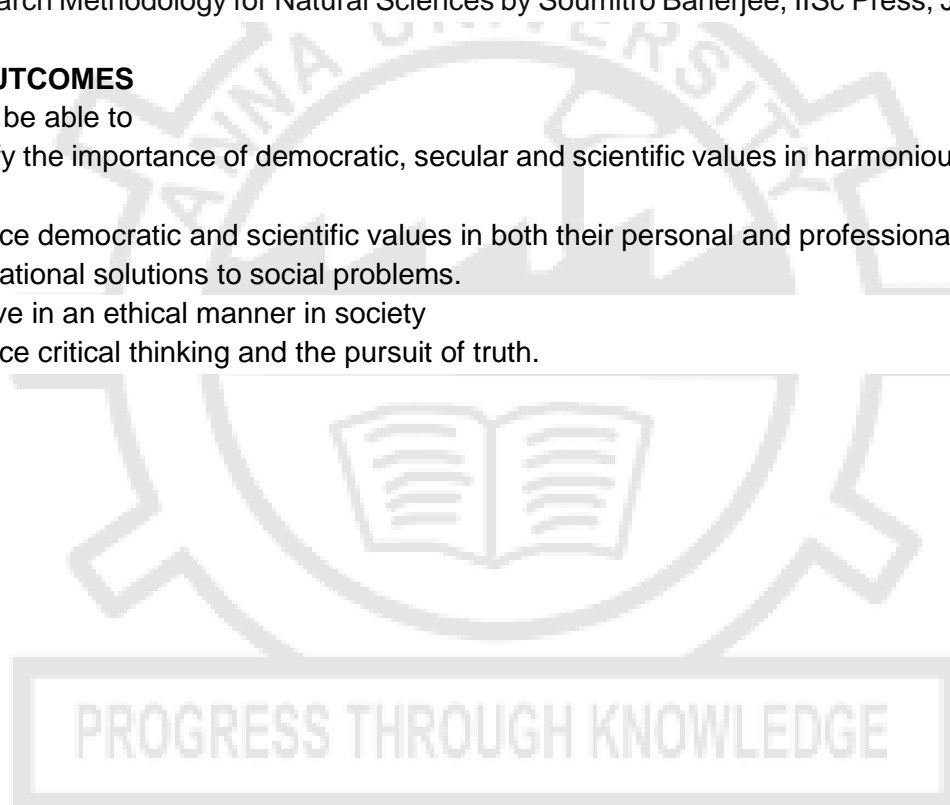 arch Methodology for Natural Sciences by Soumitro Banerjee, IISc Press, J
UTCOMES
be able to
fy the importance of democratic, secular and scientific values in harmoniou
ce democratic and scientific values in both their personal and professiona
ational solutions to social problems.
ve in an ethical manner in society
ce critical thinking and the pursuit of truth.
ANNA UNIVERSITY
PROGRESS THROUGH KNOWLEDGE